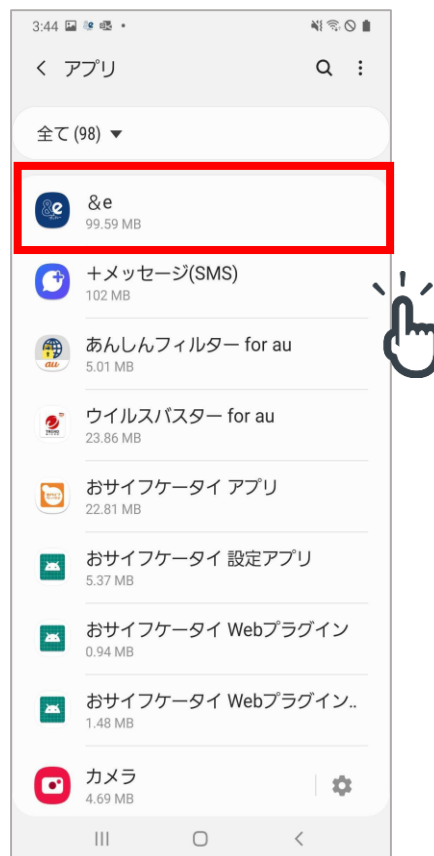 3:44
アプリ
全て (98) ▼
&e
&e
99.59 MB
+メッセージ(SMS)
102 MB
あんしんフィルター for au
au
5.01 MB
ウイルスバスター for au
23.86 MB
おサイフケータイ アプリ
22.81 MB
おサイフケータイ 設定アプリ
5.37 MB
おサイフケータイ Webプラグイン
0.94 MB
おサイフケータイ Webプラグイン..
1.48 MB
カメラ
4.69 MB